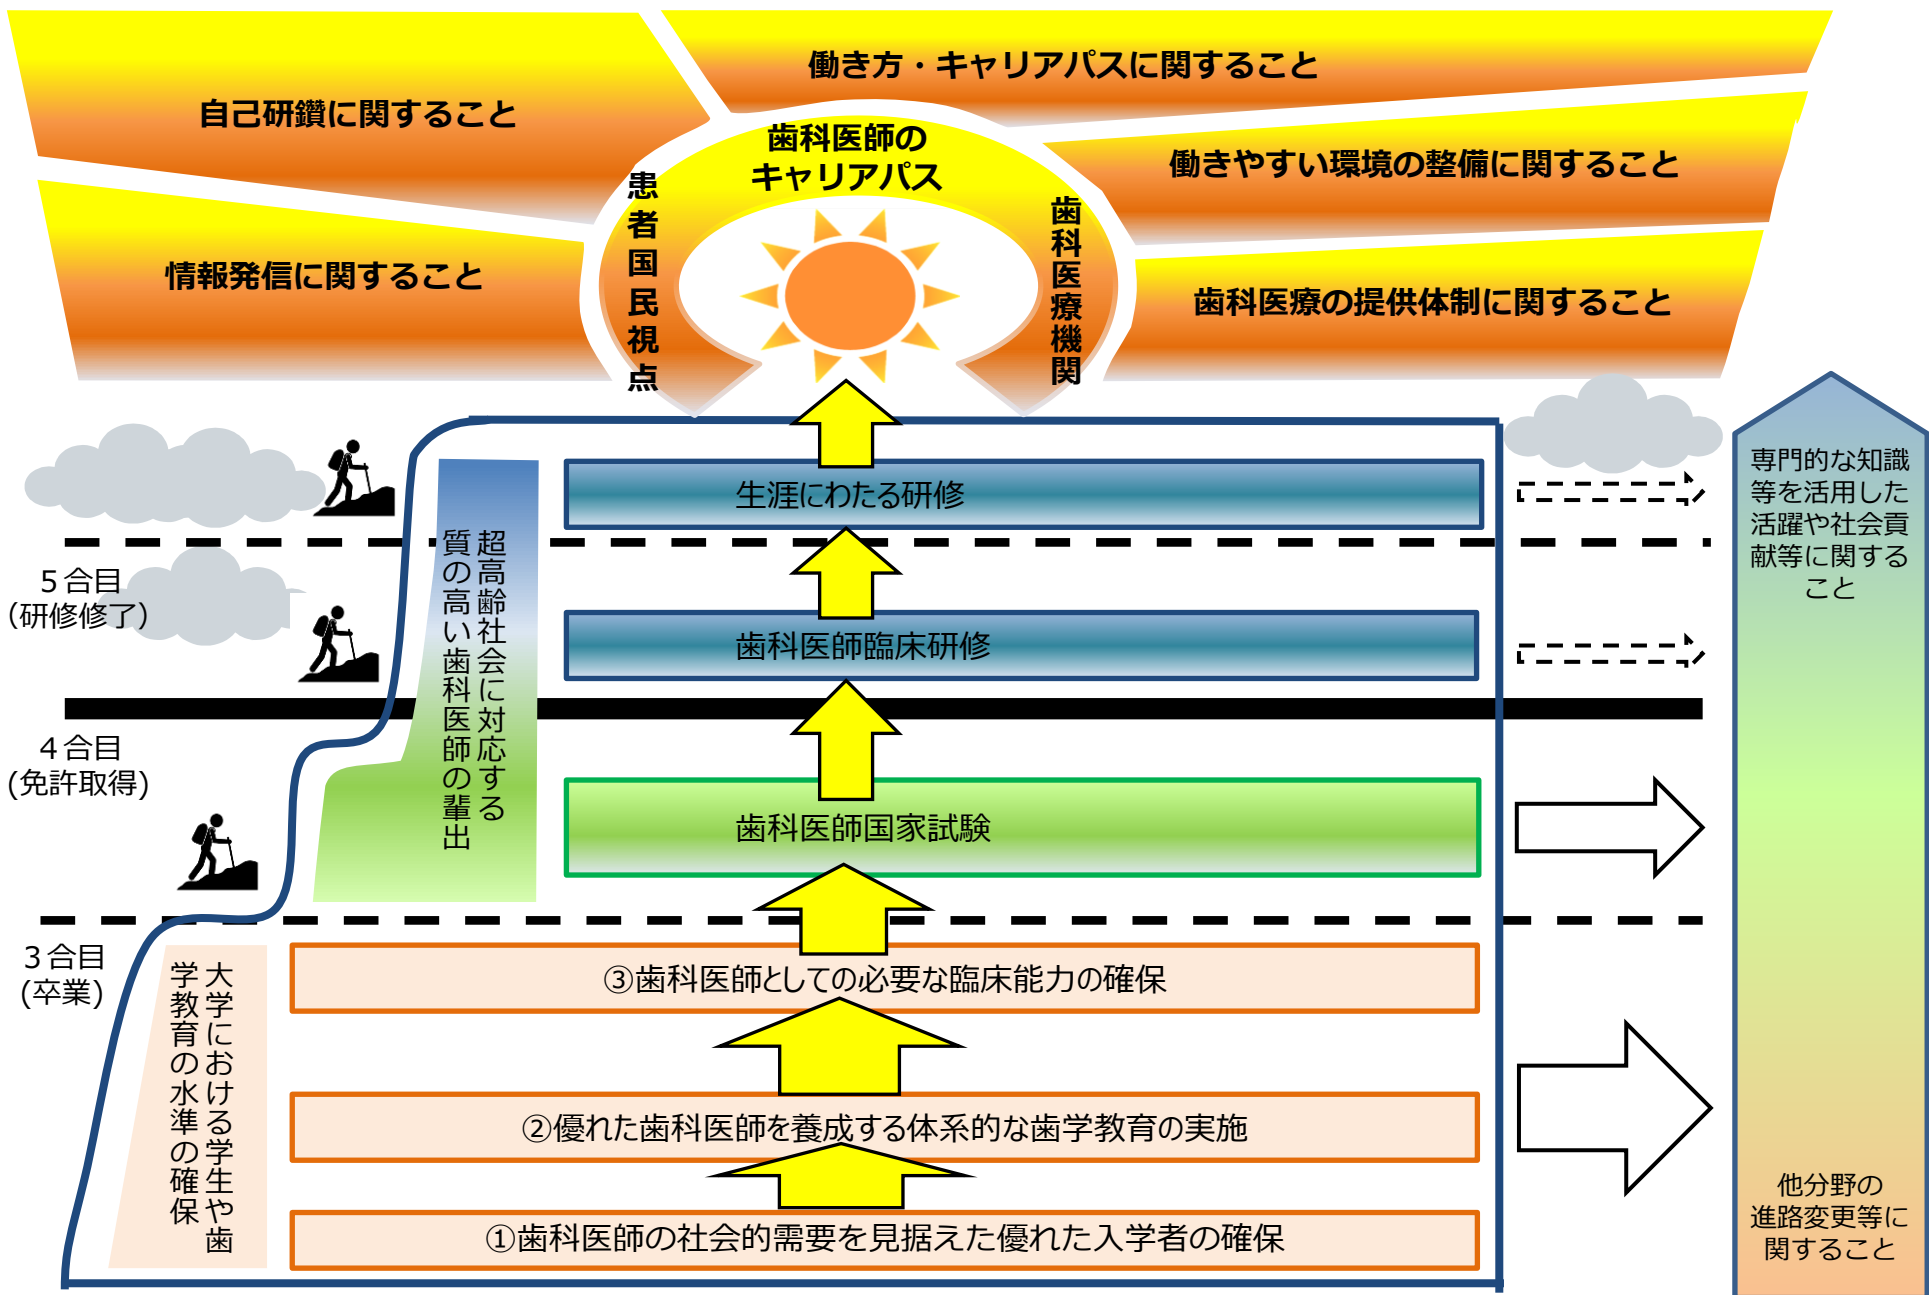 働き方・キャリアパスに関すること
自己研鑽に関すること
歯科医師の
キャリアパス
働きやすい環境の整備に関すること
患者国民視点
歯科医療機関
情報発信に関すること
歯科医療の提供体制に関すること
専門的な知識
等を活用した
活躍や社会貢
献等に関する
こと
生涯にわたる研修
超高齢社会に対応する
質の高い歯科医師の輩出
５合目
（研修修了）
歯科医師臨床研修
４合目
(免許取得)
歯科医師国家試験
３合目
(卒業)
大学における学生や歯
学教育の水準の確保
③歯科医師としての必要な臨床能力の確保
②優れた歯科医師を養成する体系的な歯学教育の実施
①歯科医師の社会的需要を見据えた優れた入学者の確保
他分野の
進路変更等に
関すること